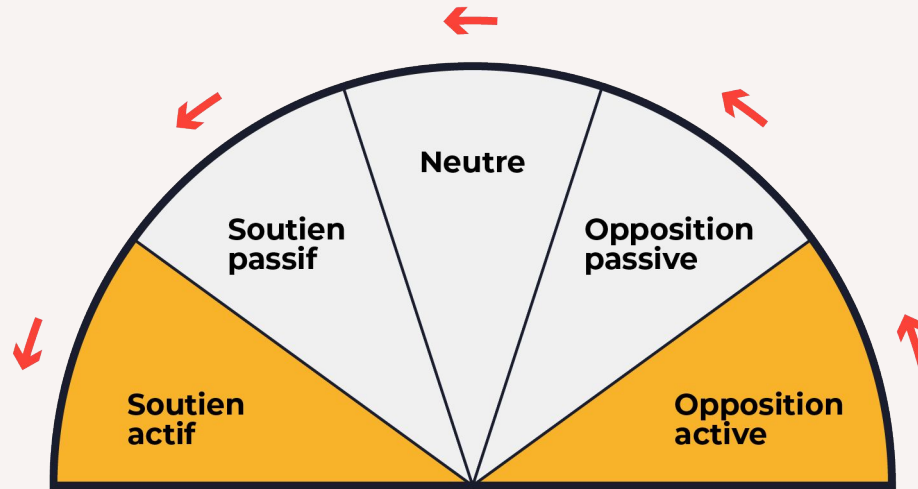 Neutre
Soutien
passif
Opposition
passive
Soutien
actif
Opposition
active